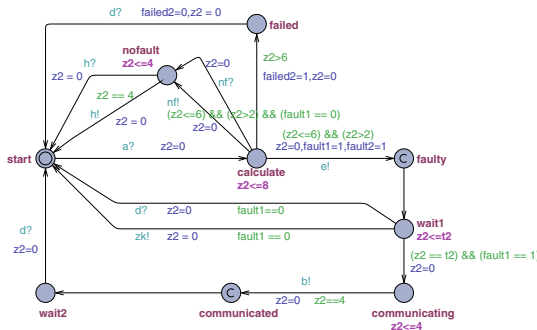 d? failed2=0,z2 = 0
failed
nofault
z2<=4
h?
z2=0
z2>6
z2 = 0
nf?
failed2=1,z2=0
z2 == 4
nf!
h!
(z2<=6) && (z2>2) && (fault1 == 0)
z2 = 0
z2=0
(z2<=6) && (z2>2)
a? z2=0
z2=0,fault1=1,fault2=1
C
faulty
start
e!
calculate
z2<=8
d? z2=0 fault1==0
wait1
z2<=t2
d?
zk! z2 = 0 fault1 == 0
z2=0
(z2 == t2) && (fault1 == 1)
z2=0
b!
C
z2=0 z2==4
wait2
communicated
communicating
z2<=4